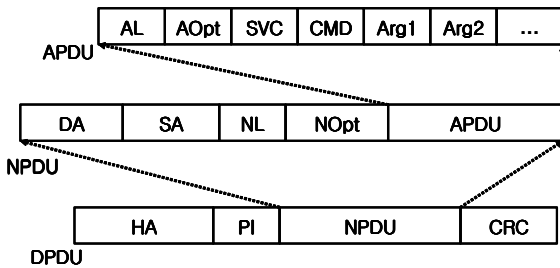 AL AOpt SVC CMD Arg1 Arg2 ...
APDU
DA SA NL NOpt APDU
NPDU
HA PI NPDU CRC
DPDU